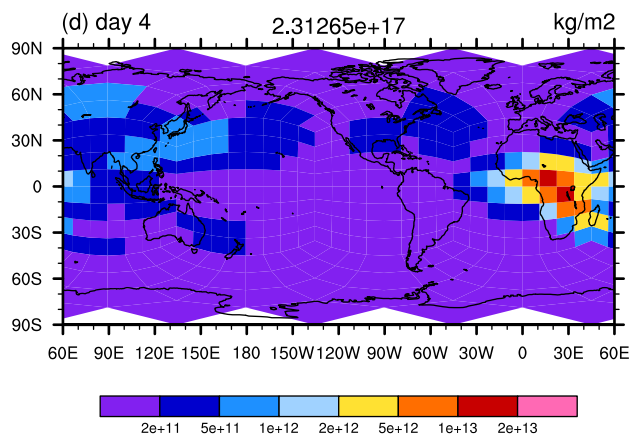 (d) day 4 2.31265e+17 kg/m2
90N
60N
30N
0
30S
60S
90S
60E 90E 120E 150E 180 150W 120W 90W 60W 30W 0 30E 60E
2e+11 5e+11 1e+12 2e+12 5e+12 1e+13 2e+13